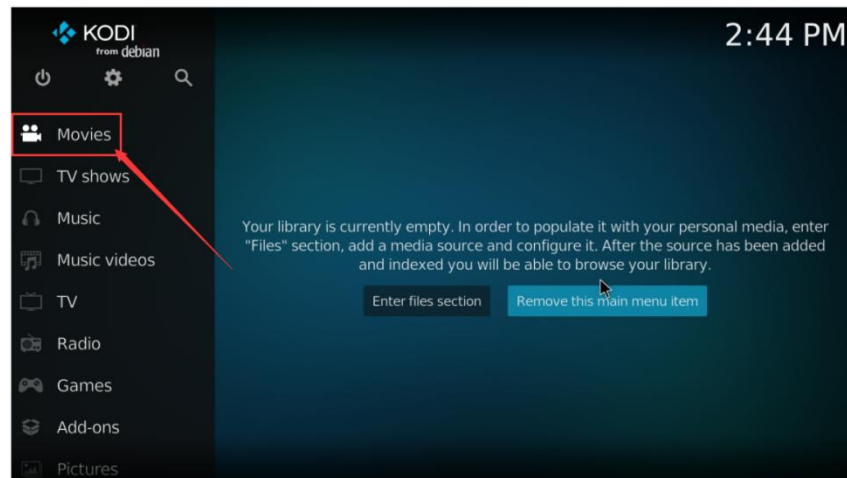 KODI
from debian
2:44 PM
Movies
TV shows
Music
Music videos
TV
Radio
Games
Add-ons
Pictures
Your library is currently empty. In order to populate it with your personal media, enter
"Files" section, add a media source and configure it. After the source has been added
and indexed you will be able to browse your library.
Enter files section
Remove this main menu item